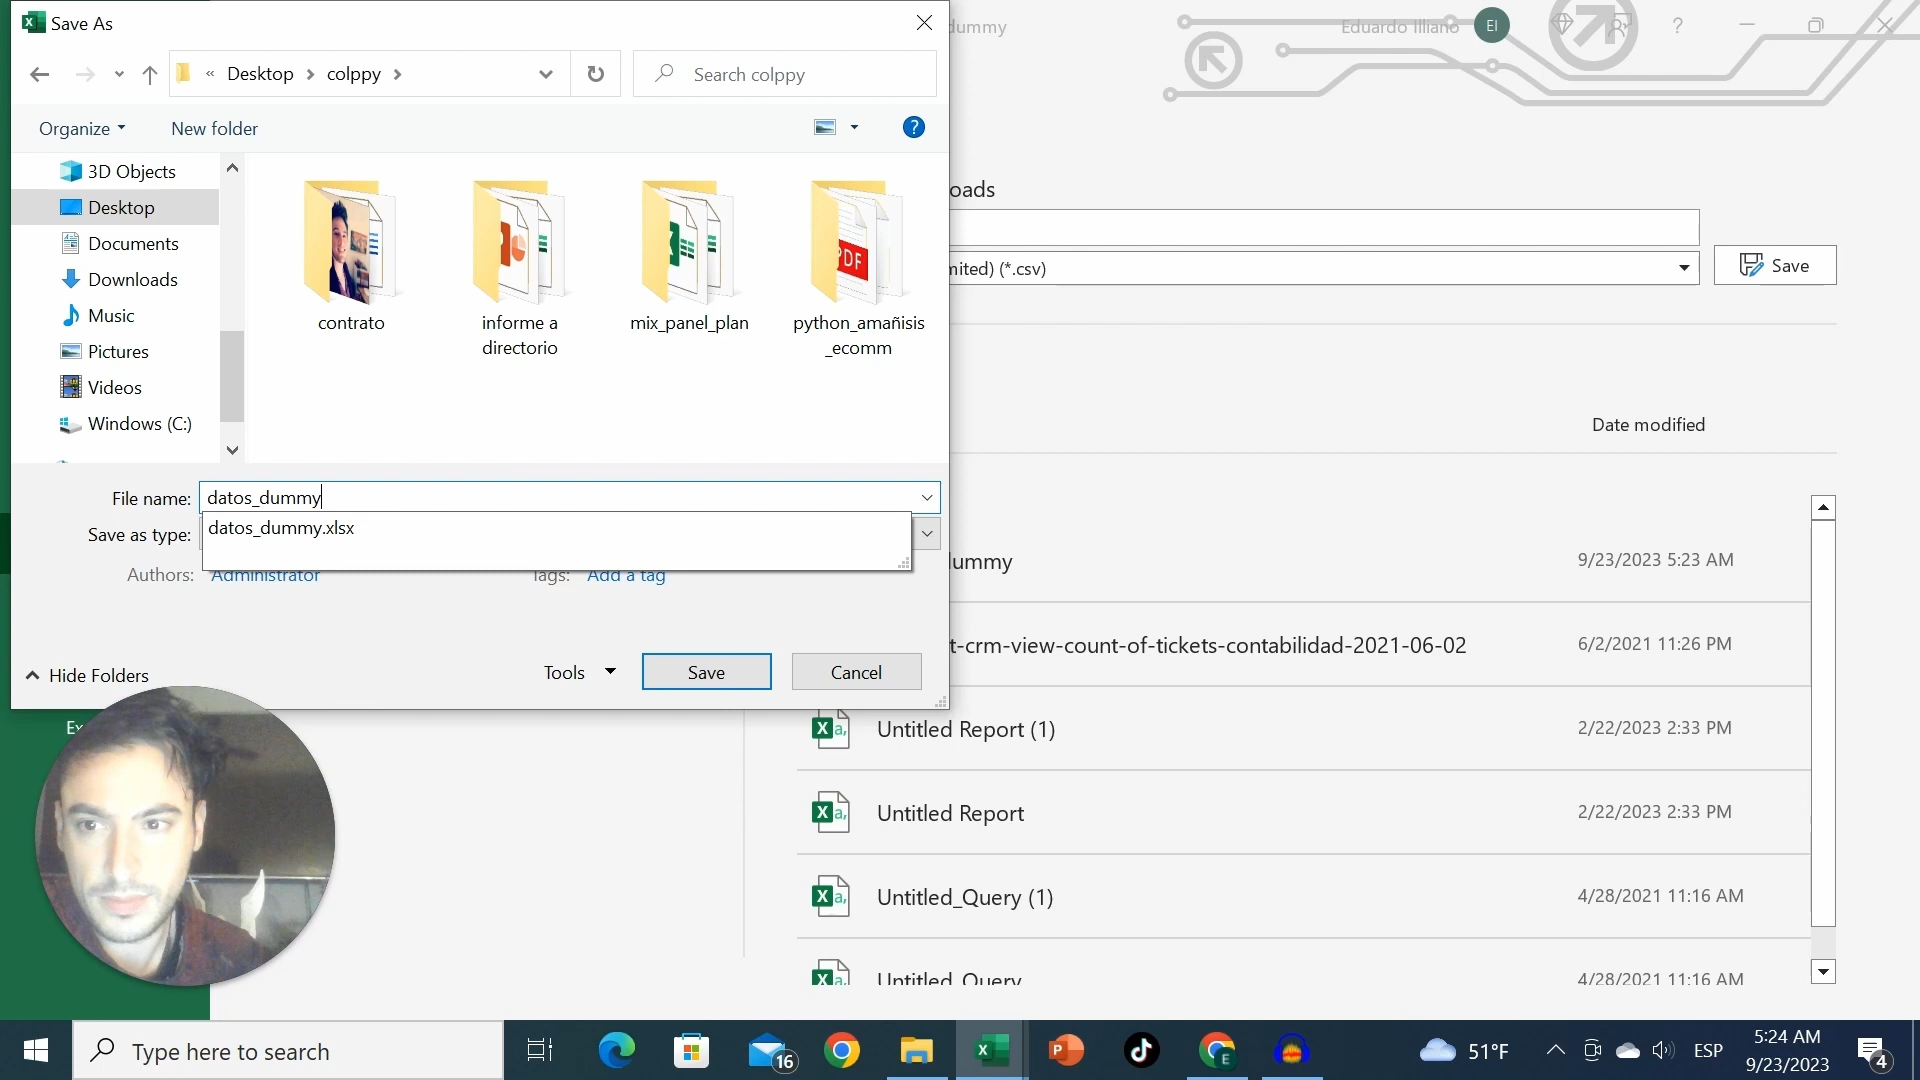 Save As
dummy
Eduardo Illiano
EI
?
« Desktop > colppy >
Search colppy
Organize
New folder
?
3D Objects
Desktop
Documents
Downloads
Music
Pictures
Videos
Windows (C:)
contrato
informe a
directorio
mix_panel_plan
PDF
python_amañisis
_ecomm
File name:
datos_dummy
datos_dummy.xlsx
Save as type:
Authors:
Administrator
Tags:
Add a tag
Hide Folders
Tools
Save
Cancel
oads
mited) (*.csv)
Save
Date modified
dummy
9/23/2023 5:23 AM
t-crm-view-count-of-tickets-contabilidad-2021-06-02
6/2/2021 11:26 PM
Untitled Report (1)
2/22/2023 2:33 PM
Untitled Report
2/22/2023 2:33 PM
Untitled_Query (1)
4/28/2021 11:16 AM
Untitled_Query
4/28/2021 11:16 AM
Ex
Type here to search
16
E
51°F
ESP
5:24 AM
9/23/2023
4